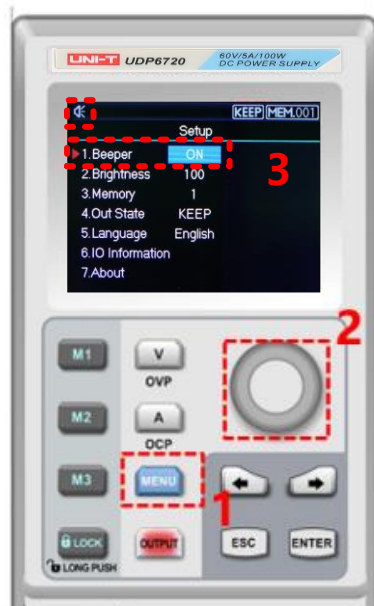 UNI-T UDP6720 60V/5A/100W
DC POWER SUPPLY
KEEP MEM.001
Setup
1.Beeper ON
2.Brightness 100
3.Memory 1
4.Out State KEEP
5.Language English
6.IO Information
7.About
3
2
M1 V
OVP
M2 A
OCP
M3 MENU
1
LOCK OUTPUT ESC ENTER
LONG PUSH